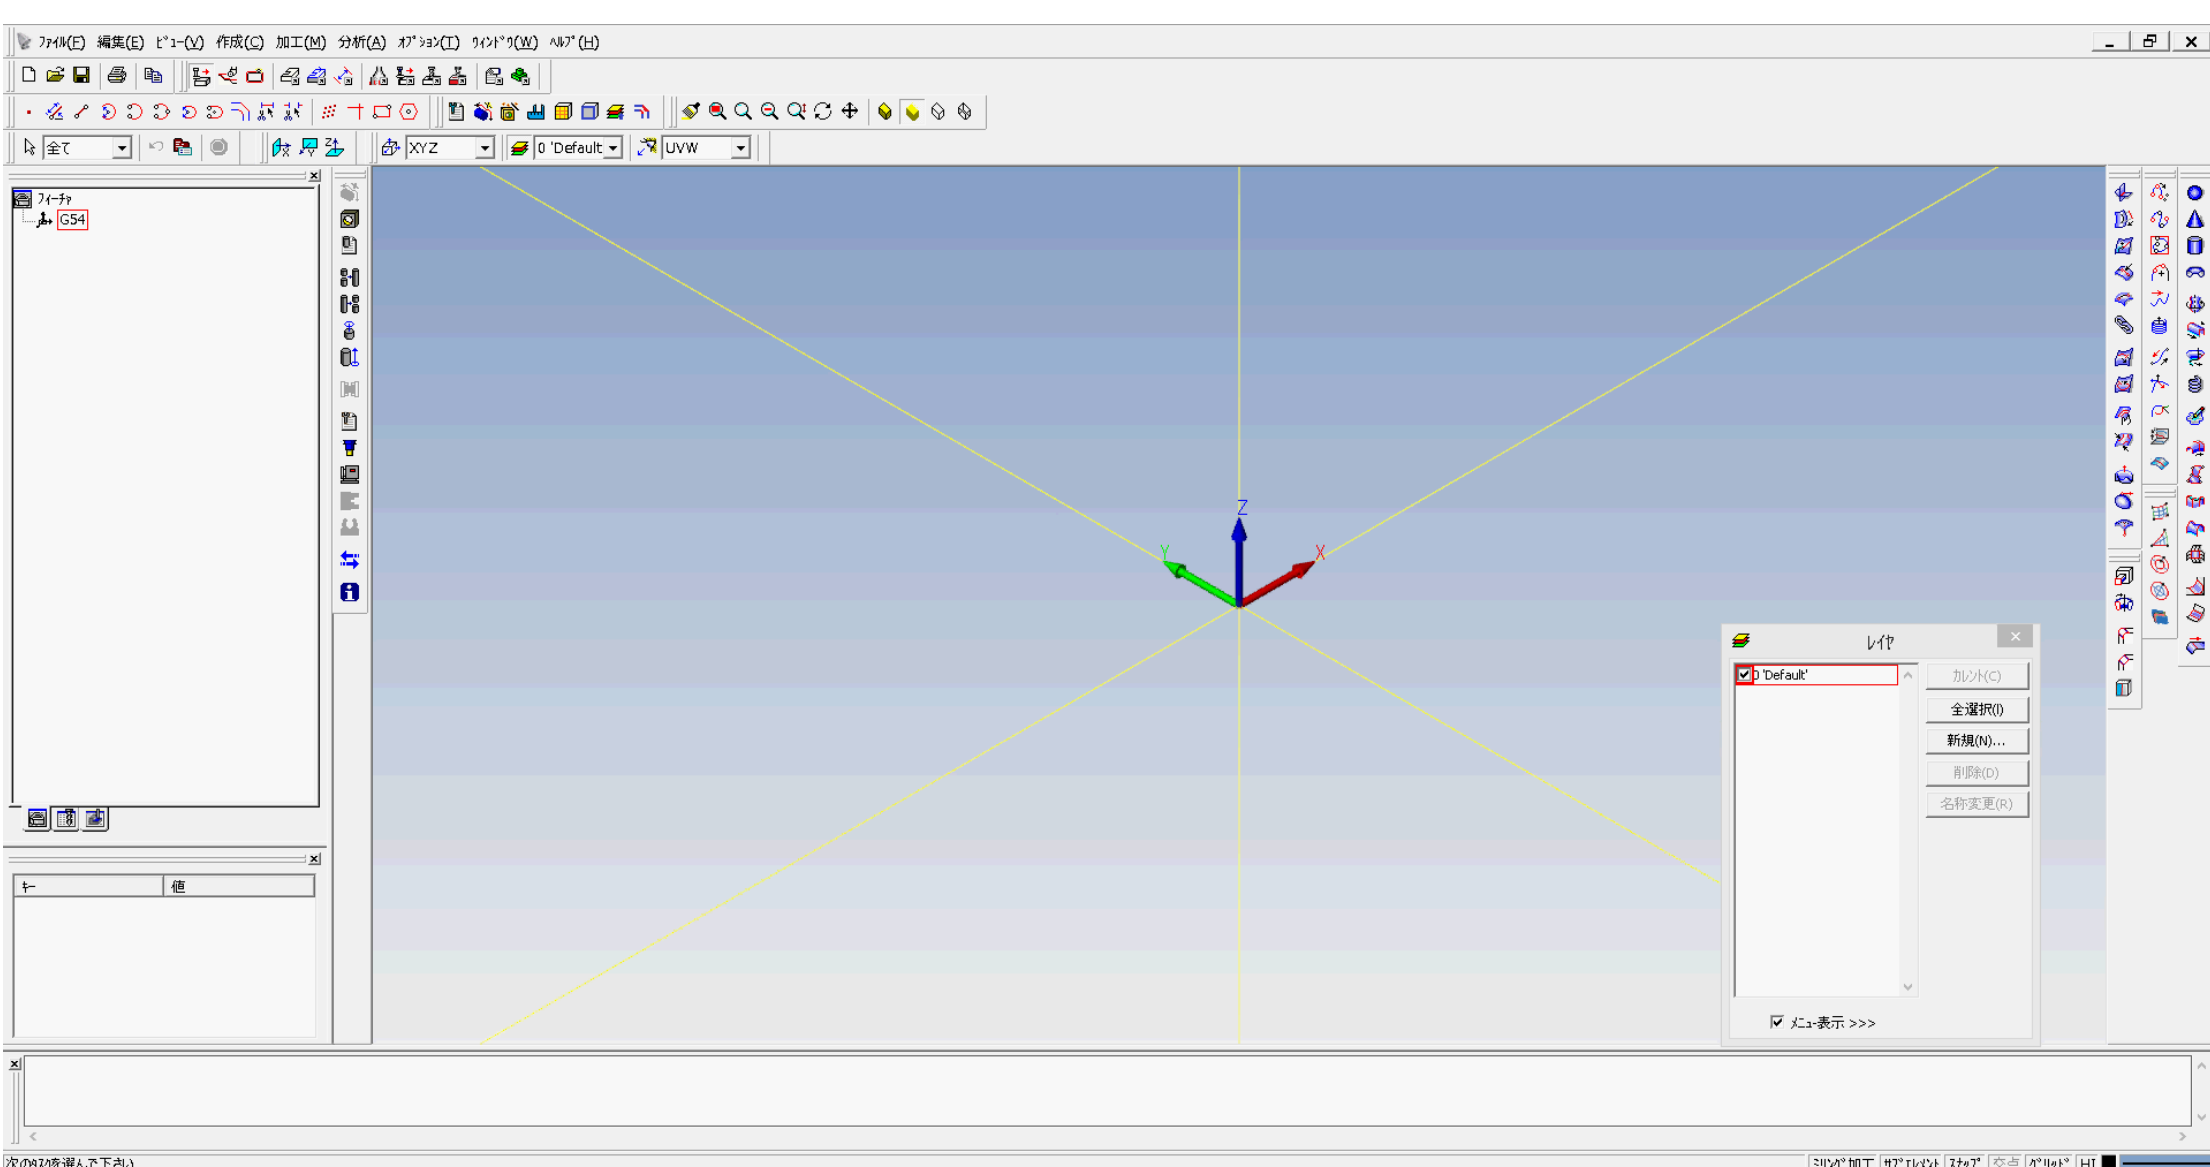 ﾌｧｲﾙ(F) 編集(E) ﾋﾞｭｰ(V) 作成(C) 加工(M) 分析(A) ｵﾌﾟｼｮﾝ(T) ｳｨﾝﾄﾞｳ(W) ﾍﾙﾌﾟ(H)
全て XYZ 0 'Default' UVW
ﾌｨｰﾁｬ
G54
Z
Y
X
ｷｰ 値
ﾚｲﾔ
0 'Default'
ｶﾚﾝﾄ(C)
全選択(I)
新規(N)...
削除(D)
名称変更(R)
ﾒﾆｭｰ表示 >>>
次のﾀｽｸを選んで下さい
ﾐﾘﾝｸﾞ加工 ｻﾌﾞｴﾚﾒﾝﾄ ｽﾅｯﾌﾟ 交点 ｸﾞﾘｯﾄﾞ HI